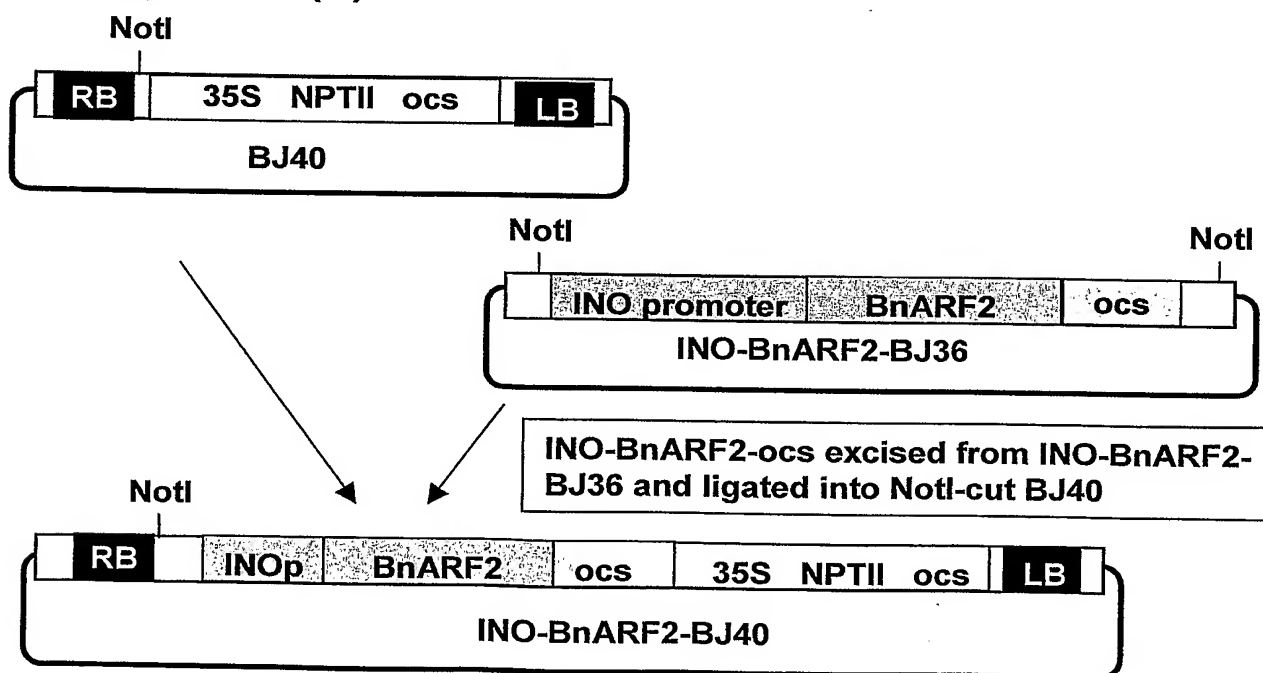 NotI
RB 35S NPTII ocs LB
BJ40
NotI NotI
INO promoter BnARF2 ocs
INO-BnARF2-BJ36
INO-BnARF2-ocs excised from INO-BnARF2-
BJ36 and ligated into NotI-cut BJ40
NotI
RB INOp BnARF2 ocs 35S NPTII ocs LB
INO-BnARF2-BJ40